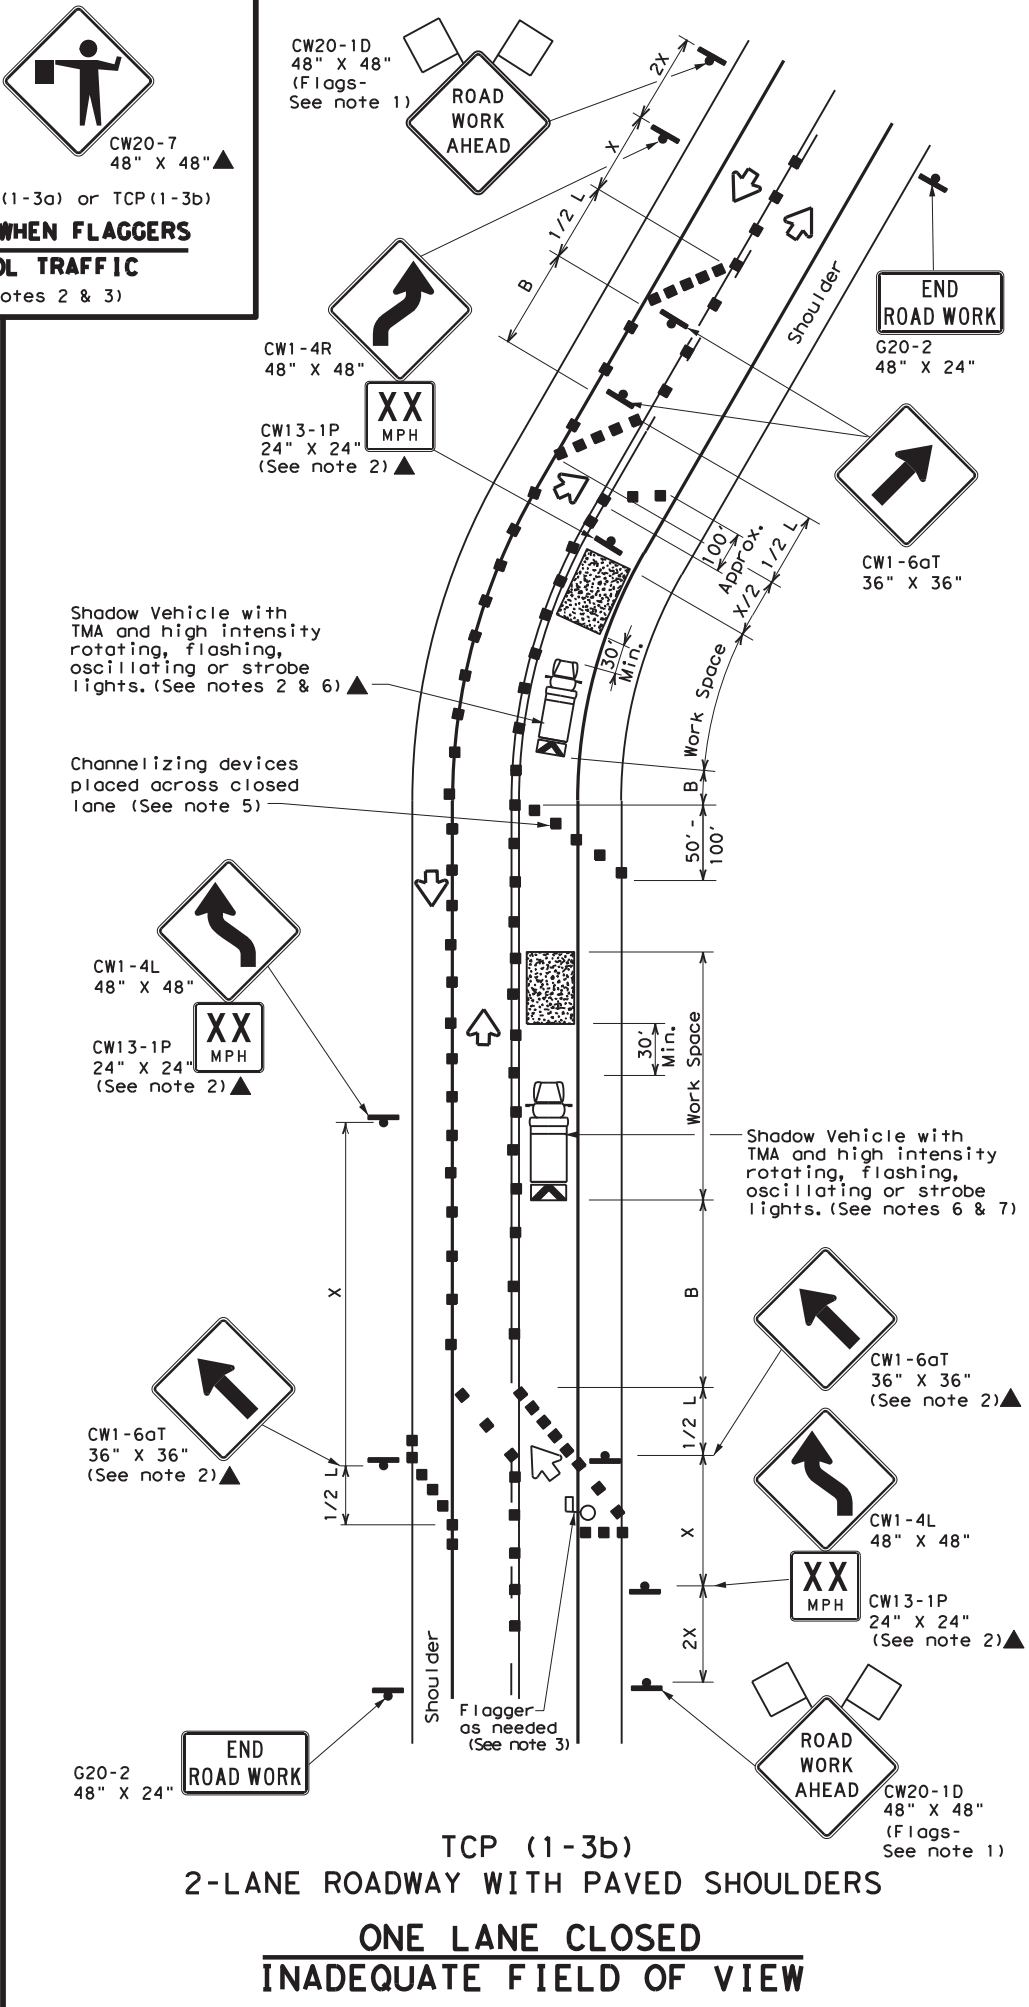 CW20-7
48" X 48"
(1-3a) or TCP(1-3b)
WHEN FLAGGERS
OL TRAFFIC
otes 2 & 3)
CW20-1D
48" X 48"
(Flags-
See note 1)
ROAD
WORK
AHEAD
2X
X
1/2 L
B
CW1-4R
48" X 48"
XX
MPH
CW13-1P
24" X 24"
(See note 2)
Shoulder
END
ROAD WORK
G20-2
48" X 24"
CW1-6aT
36" X 36"
100'
Approx.
1/2 L
X/2
30'
Min.
Work Space
B
50'-
100'
Shadow Vehicle with
TMA and high intensity
rotating, flashing,
oscillating or strobe
lights. (See notes 2 & 6)
Channelizing devices
placed across closed
lane (See note 5)
CW1-4L
48" X 48"
XX
MPH
CW13-1P
24" X 24"
(See note 2)
30'
Min.
Work Space
Shadow Vehicle with
TMA and high intensity
rotating, flashing,
oscillating or strobe
lights. (See notes 6 & 7)
X
B
CW1-6aT
36" X 36"
(See note 2)
1/2 L
CW1-6aT
36" X 36"
(See note 2)
1/2 L
X
2X
CW1-4L
48" X 48"
XX
MPH
CW13-1P
24" X 24"
(See note 2)
Shoulder
Flagger
as needed
(See note 3)
END
ROAD WORK
G20-2
48" X 24"
ROAD
WORK
AHEAD
CW20-1D
48" X 48"
(Flags-
See note 1)
TCP (1-3b)
2-LANE ROADWAY WITH PAVED SHOULDERS
ONE LANE CLOSED
INADEQUATE FIELD OF VIEW